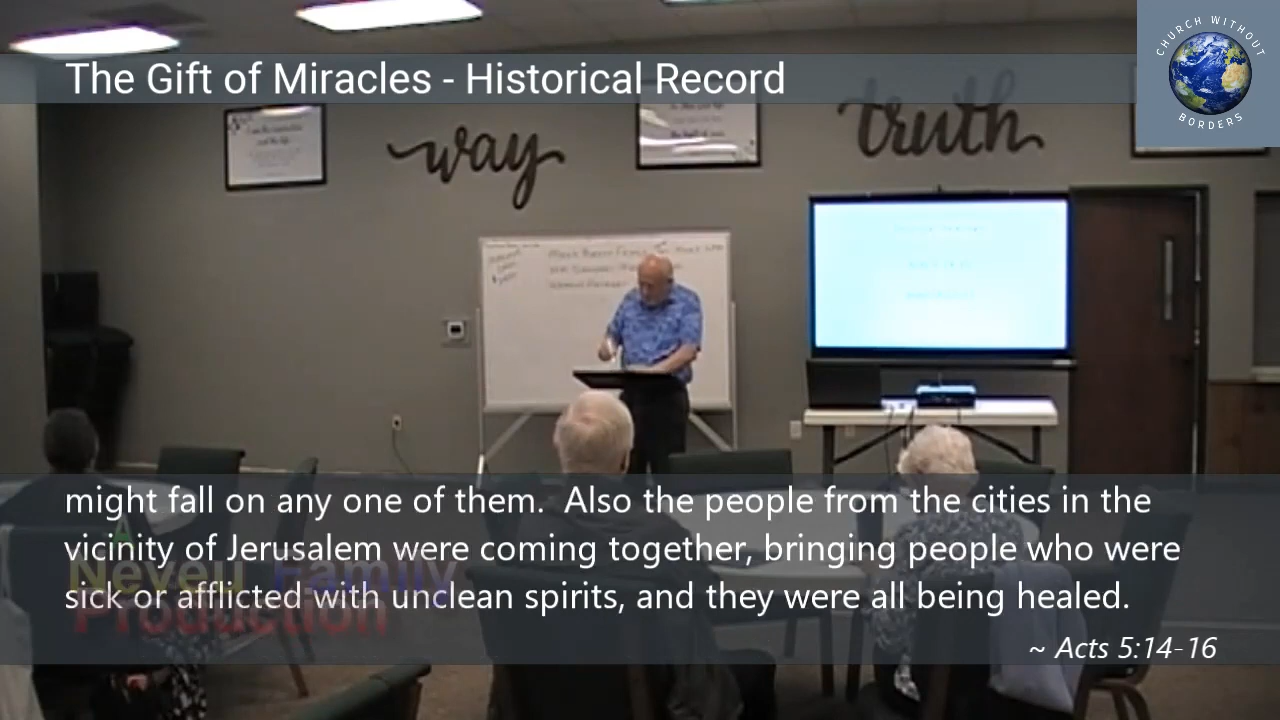 CHURCH WITHOUT
BORDERS
The Gift of Miracles - Historical Record
way
truth
might fall on any one of them. Also the people from the cities in the
vicinity of Jerusalem were coming together, bringing people who were
sick or afflicted with unclean spirits, and they were all being healed.
~ Acts 5:14-16
A
Neveu Family
Production